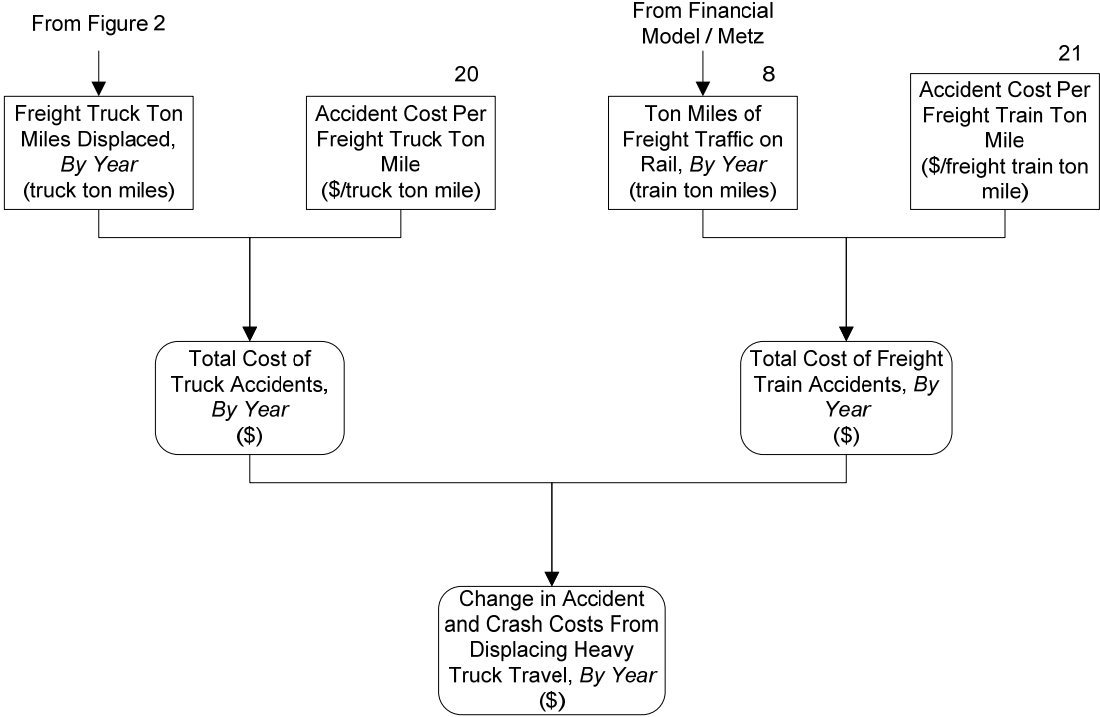 From Figure 2
From Financial
Model / Metz
20
8
21
Freight Truck Ton
Miles Displaced,
By Year
(truck ton miles)
Accident Cost Per
Freight Truck Ton
Mile
($/truck ton mile)
Ton Miles of
Freight Traffic on
Rail, By Year
(train ton miles)
Accident Cost Per
Freight Train Ton
Mile
($/freight train ton
mile)
Total Cost of
Truck Accidents,
By Year
($)
Total Cost of Freight
Train Accidents, By
Year
($)
Change in Accident
and Crash Costs From
Displacing Heavy
Truck Travel, By Year
($)